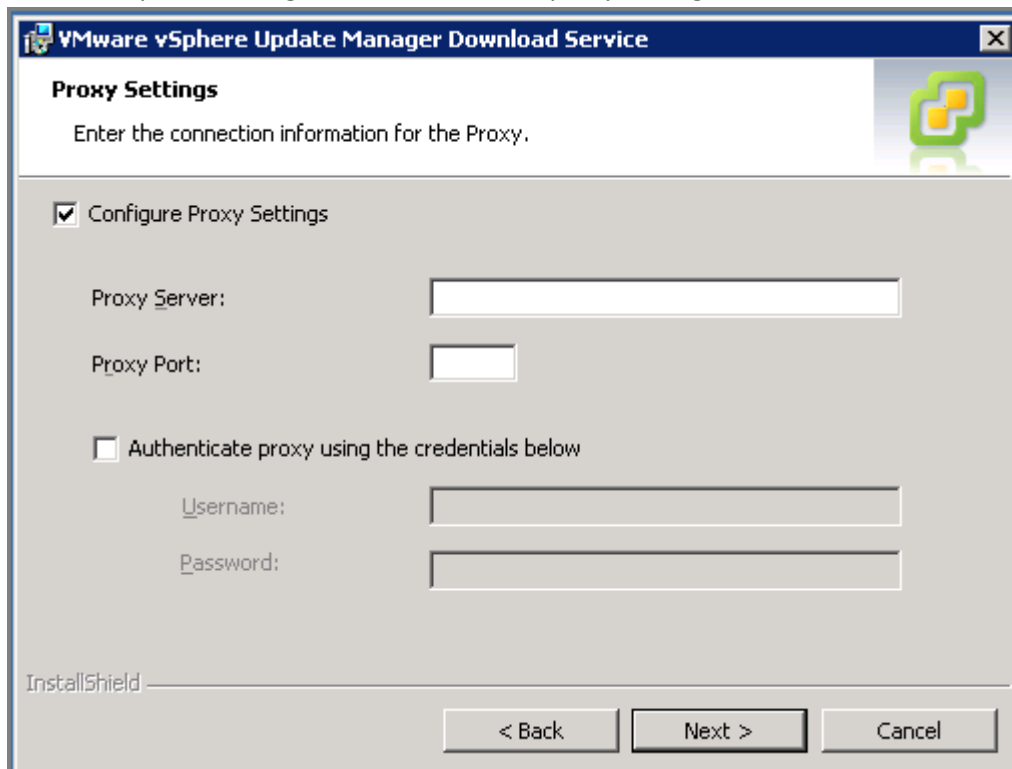 VMware vSphere Update Manager Download Service
Proxy Settings
Enter the connection information for the Proxy.
Configure Proxy Settings
Proxy Server:
Proxy Port:
Authenticate proxy using the credentials below
Username:
Password:
InstallShield
< Back Next > Cancel